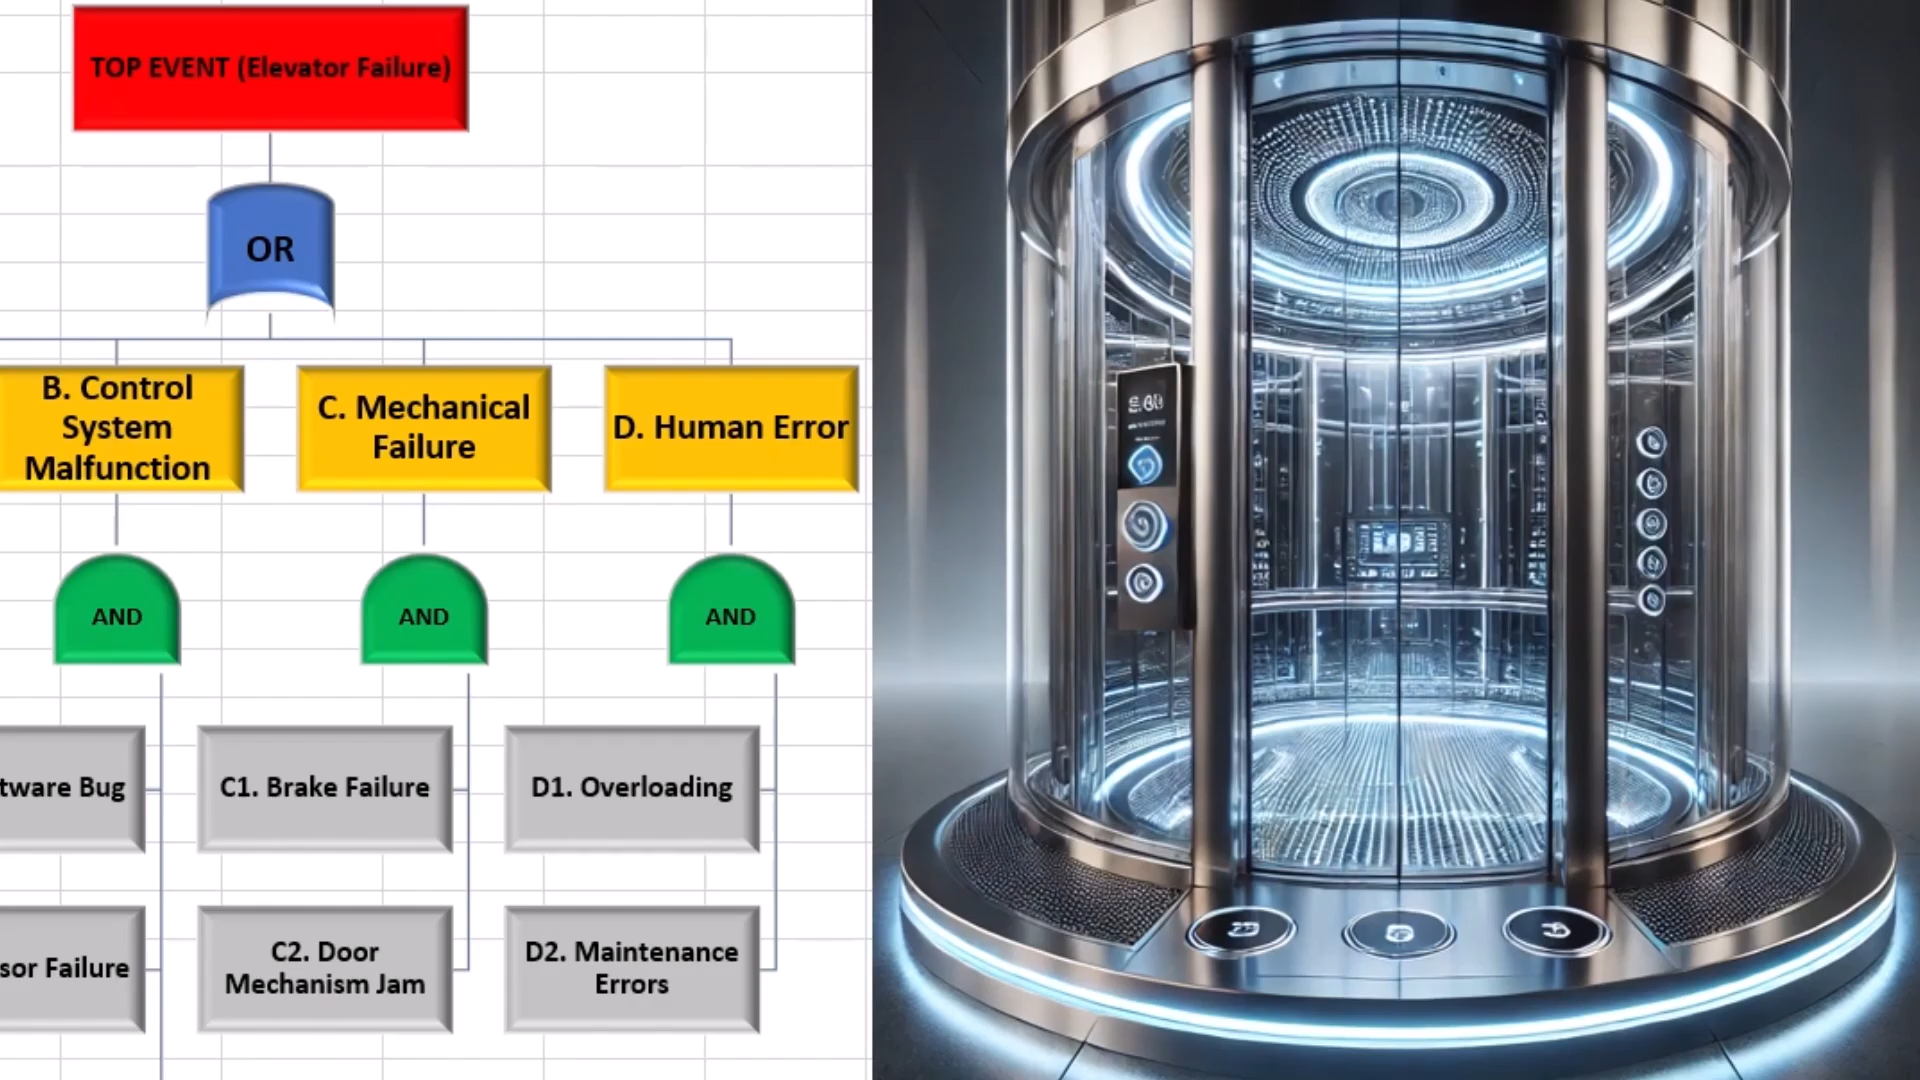 TOP EVENT (Elevator Failure)
OR
B. Control
System
Malfunction
C. Mechanical
Failure
D. Human Error
AND
AND
AND
tware Bug
C1. Brake Failure
D1. Overloading
sor Failure
C2. Door
Mechanism Jam
D2. Maintenance
Errors